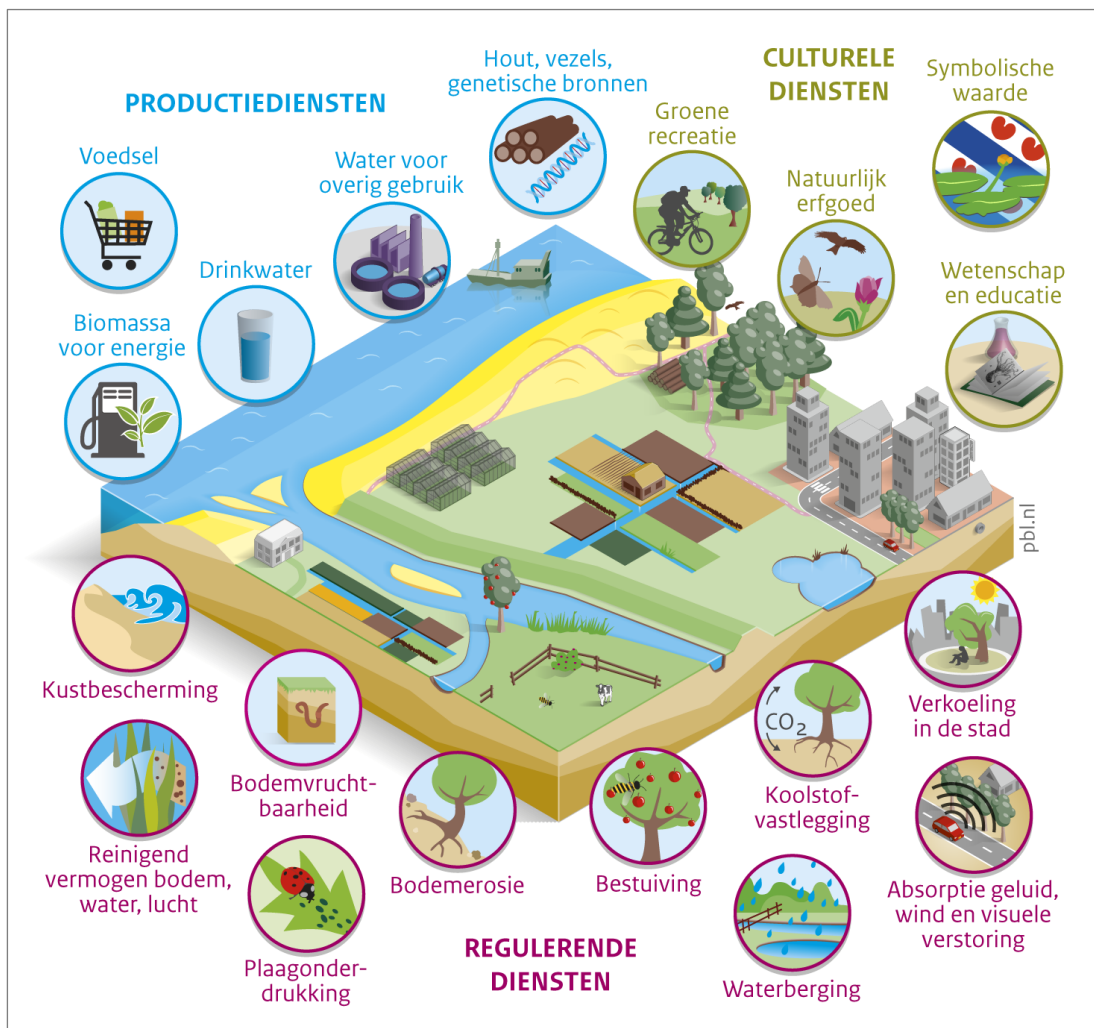 PRODUCTIEDIENSTEN
Voedsel
Drinkwater
Biomassa
voor energie
Water voor
overig gebruik
Hout, vezels,
genetische bronnen
CULTURELE
DIENSTEN
Groene
recreatie
Natuurlijk
erfgoed
Symbolische
waarde
Wetenschap
en educatie
pbl.nl
Kustbescherming
Reinigend
vermogen bodem,
water, lucht
Bodemvrucht-
baarheid
Plaagonder-
drukking
Bodemerosie
REGULERENDE
DIENSTEN
Bestuiving
CO2
Koolstof-
vastlegging
Waterberging
Verkoeling
in de stad
Absorptie geluid,
wind en visuele
verstoring